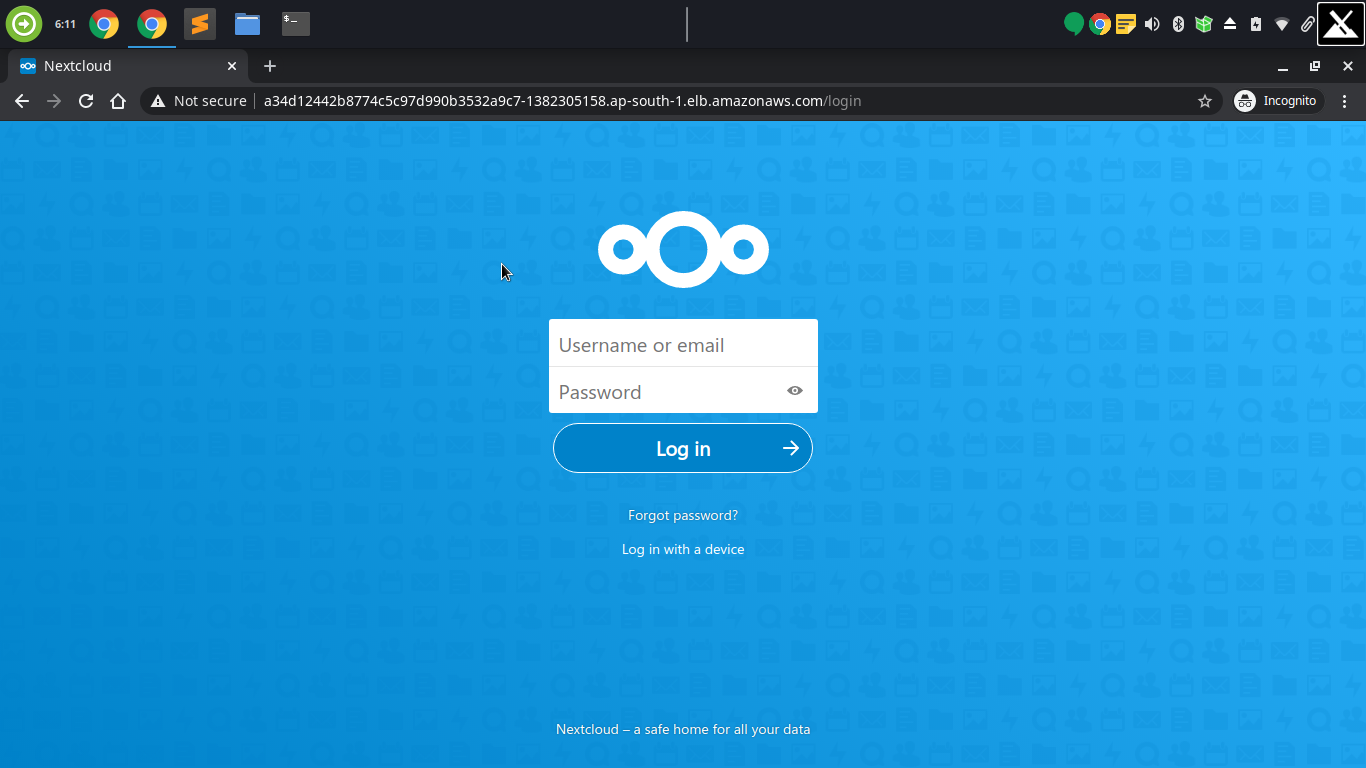 6:11
$_
Nextcloud
Not secure
a34d12442b8774c5c97d990b3532a9c7-1382305158.ap-south-1.elb.amazonaws.com/login
Incognito
Username or email
Password
Log in
Forgot password?
Log in with a device
Nextcloud – a safe home for all your data